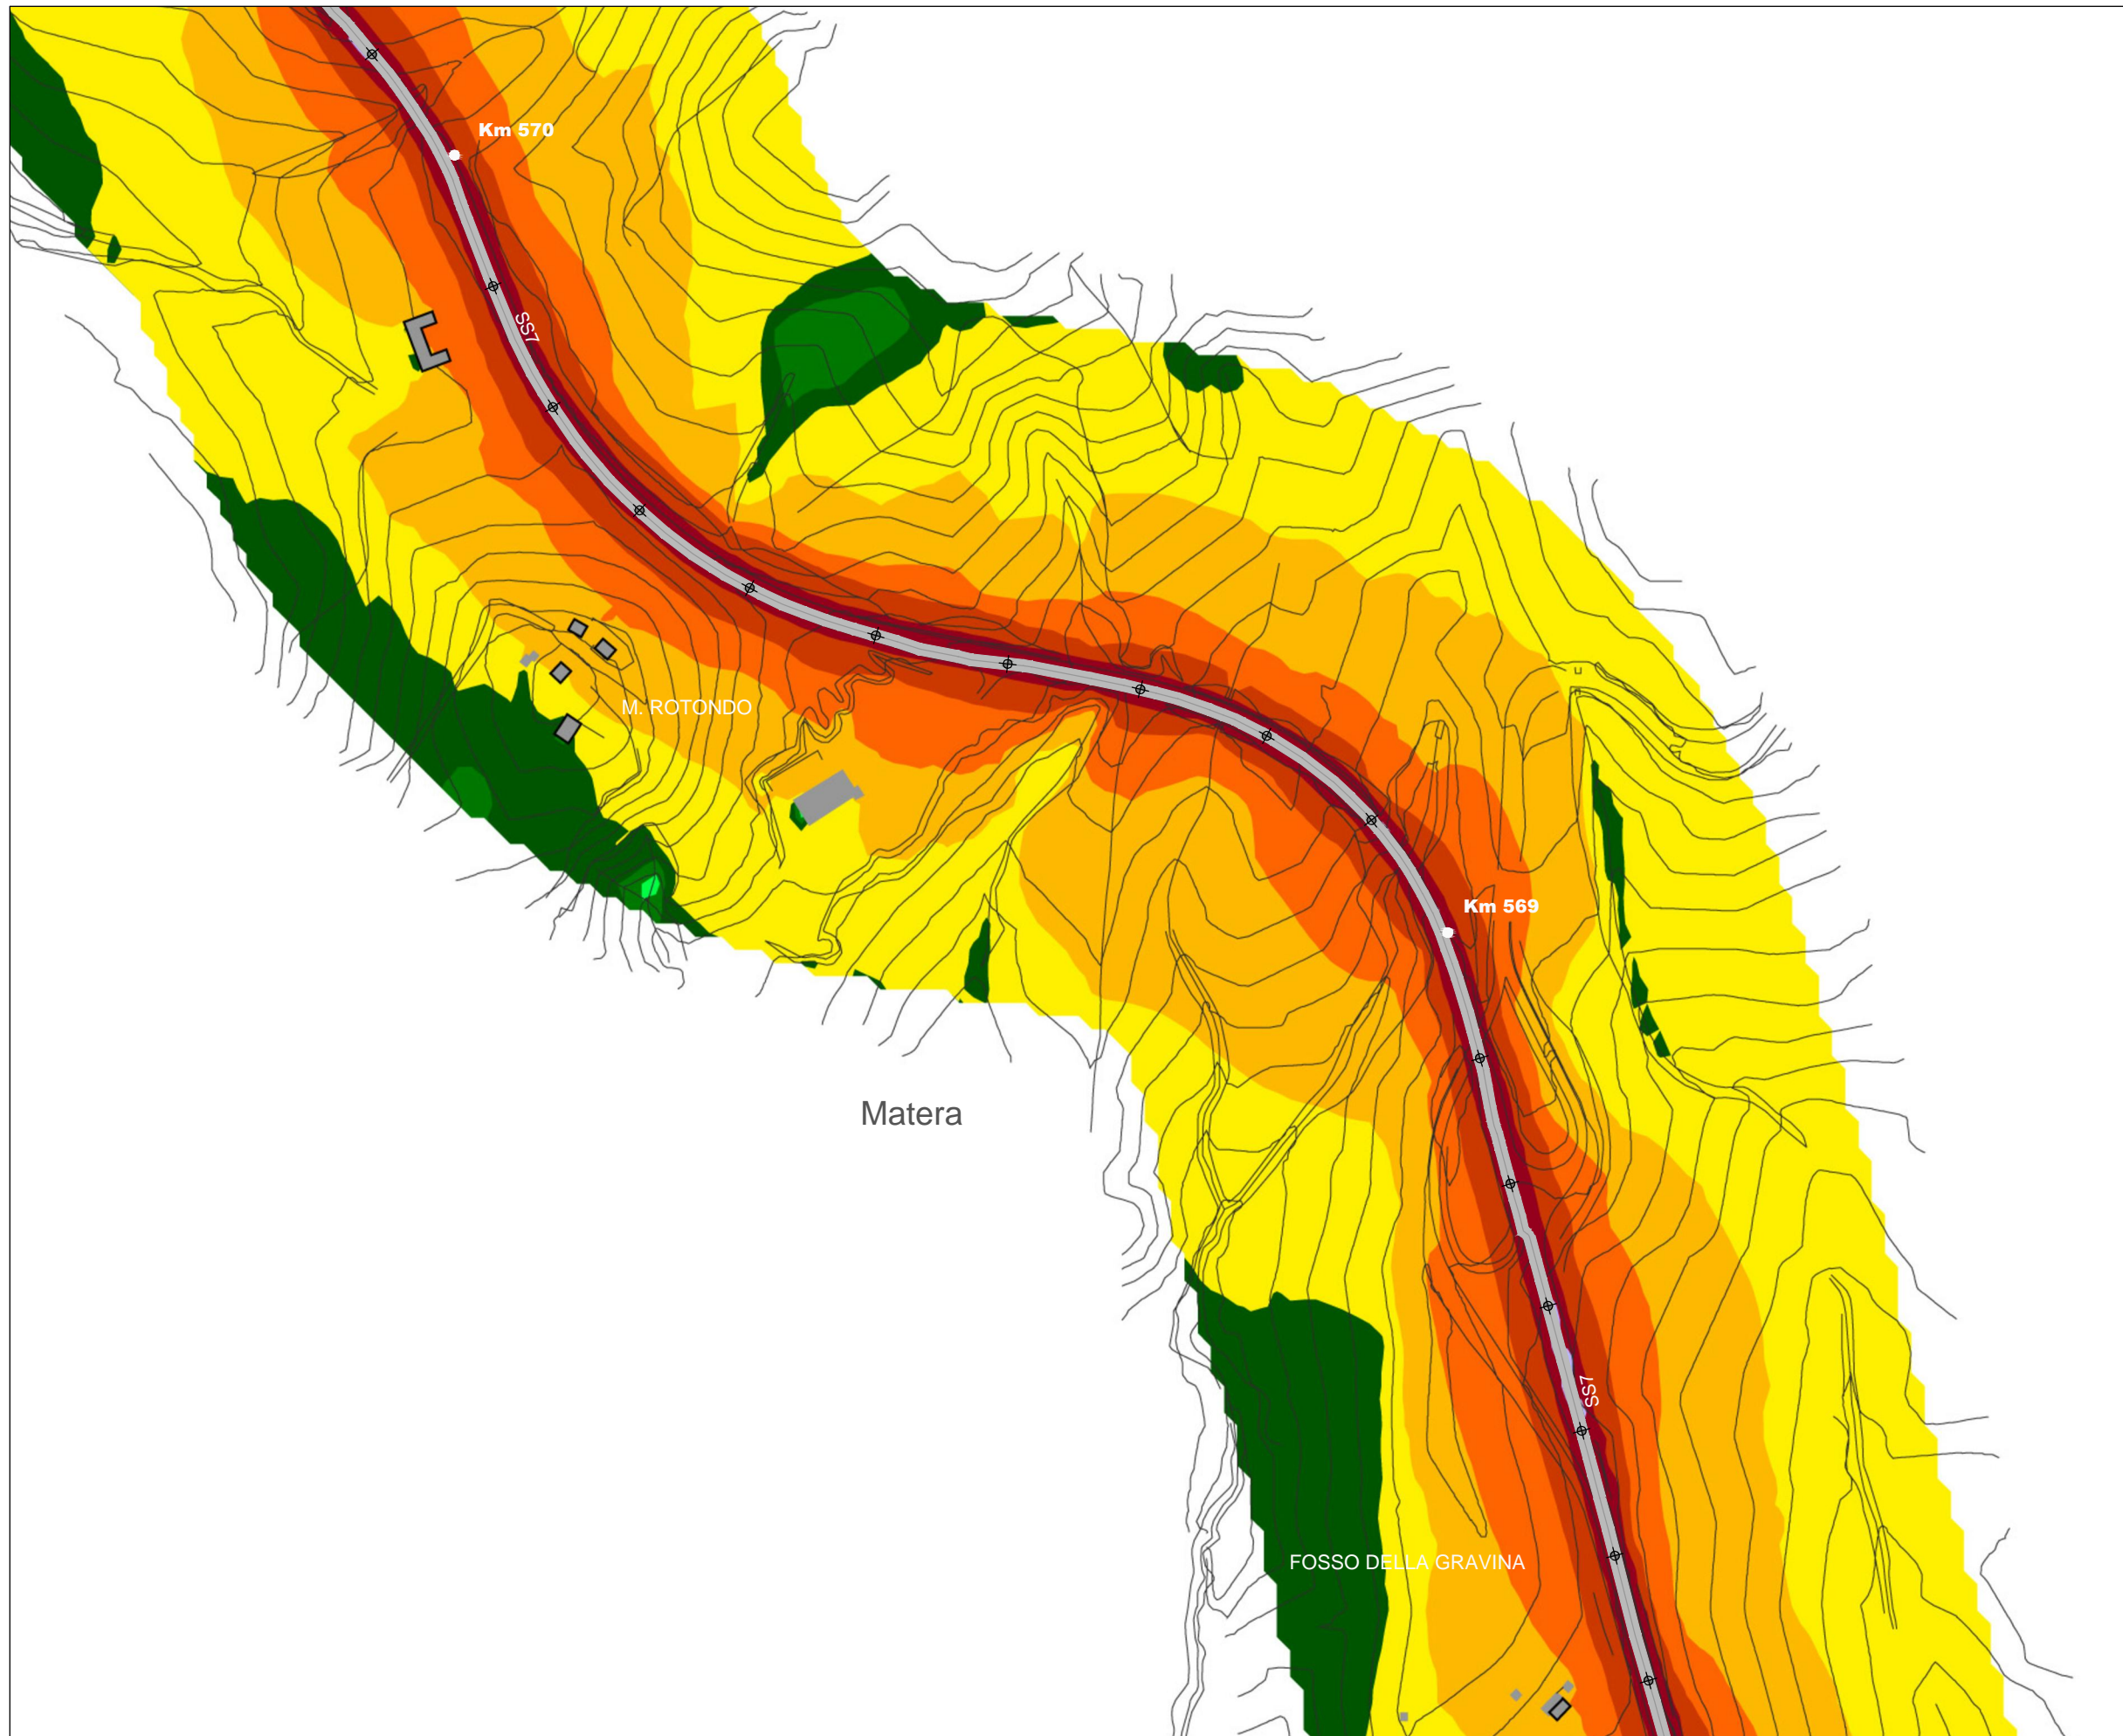 Km 570
SS7
M. ROTONDO
Km 569
Matera
SS7
FOSSO DELLA GRAVINA